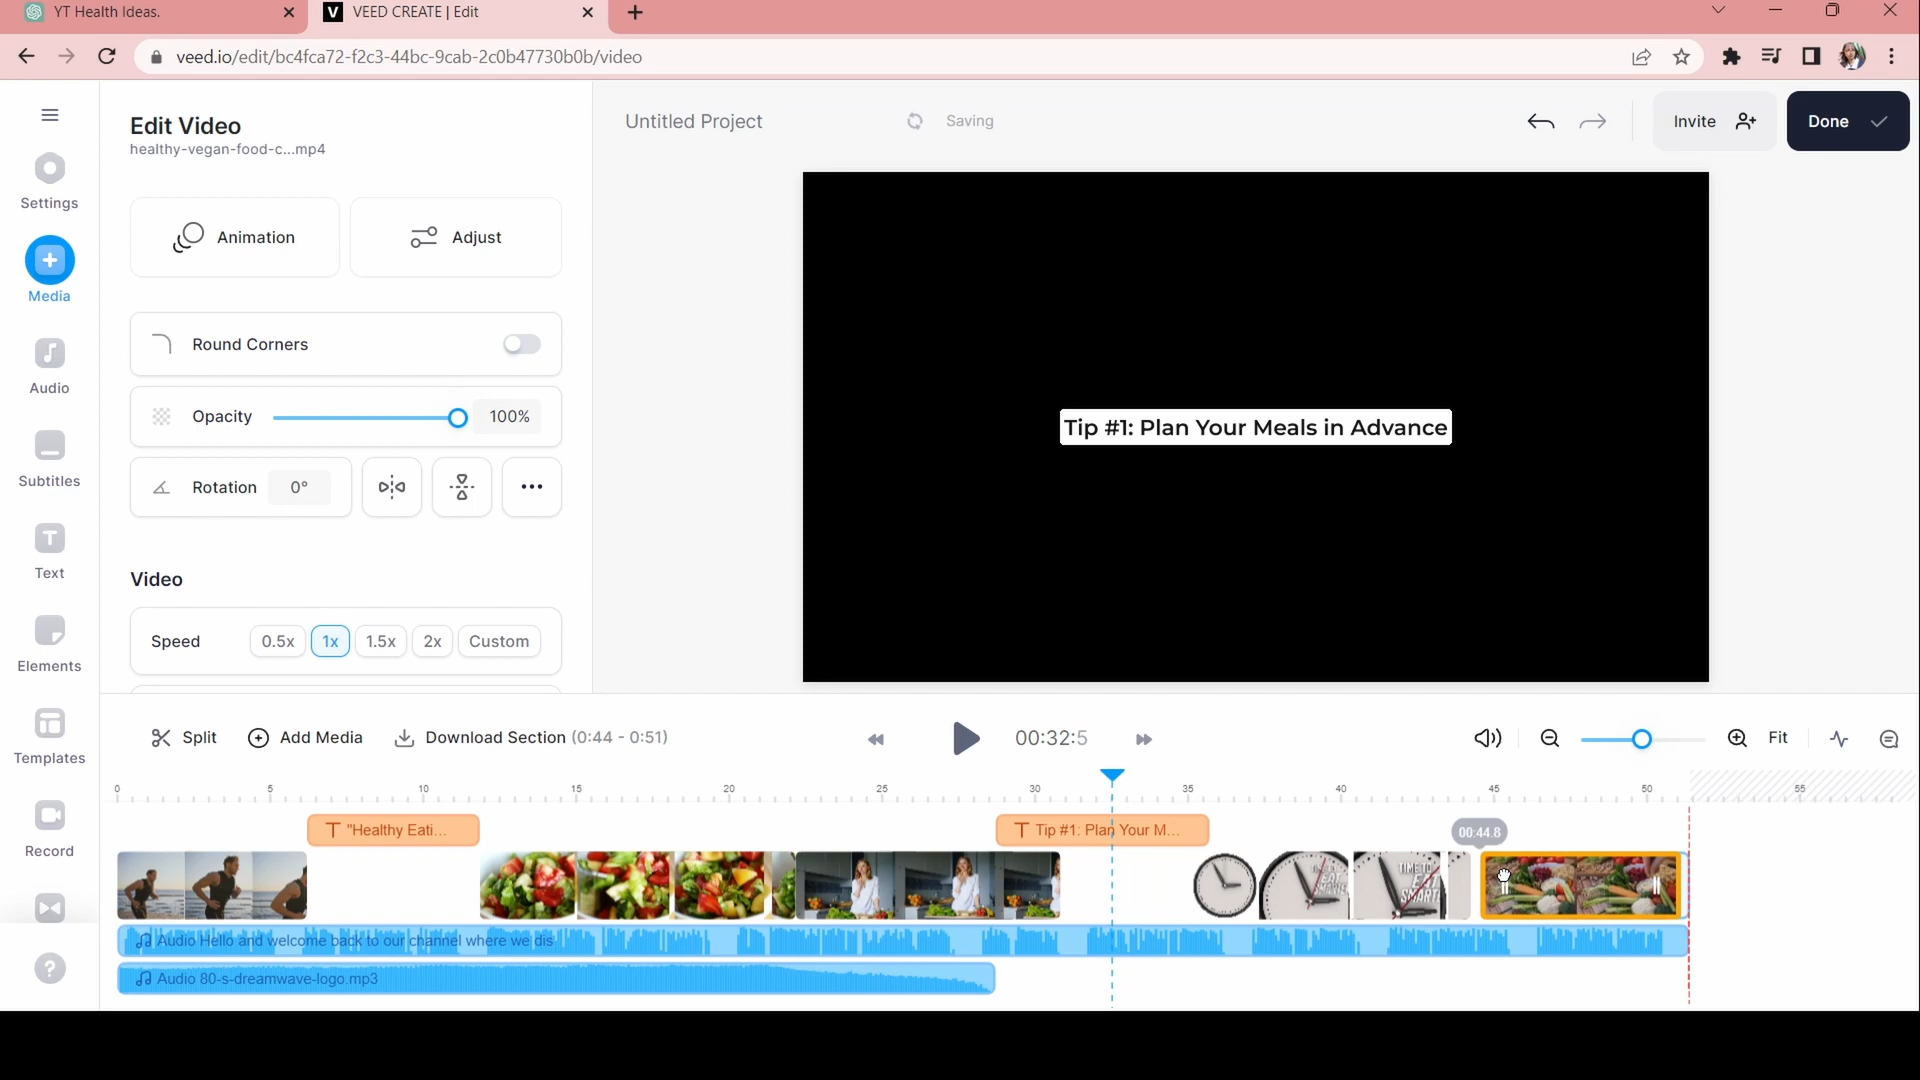 YT Health Ideas.
VEED CREATE | Edit
veed.io/edit/bc4fca72-f2c3-44bc-9cab-2c0b47730b0b/video
Edit Video
healthy-vegan-food-c...mp4
Untitled Project
Saving
Invite
Done
Settings
Media
Audio
Subtitles
Text
Elements
Templates
Record
Animation
Adjust
Round Corners
Opacity
100%
Rotation
0°
Video
Speed
0.5x
1x
1.5x
2x
Custom
Tip #1: Plan Your Meals in Advance
Split
Add Media
Download Section (0:44 - 0:51)
00:32:5
Fit
0 5 10 15 20 25 30 35 40 45 50 55
T "Healthy Eati...
T Tip #1: Plan Your M...
00:44.8
TIME TO
EAT
SMART!
Audio Hello and welcome back to our channel where we dis
Audio 80-s-dreamwave-logo.mp3